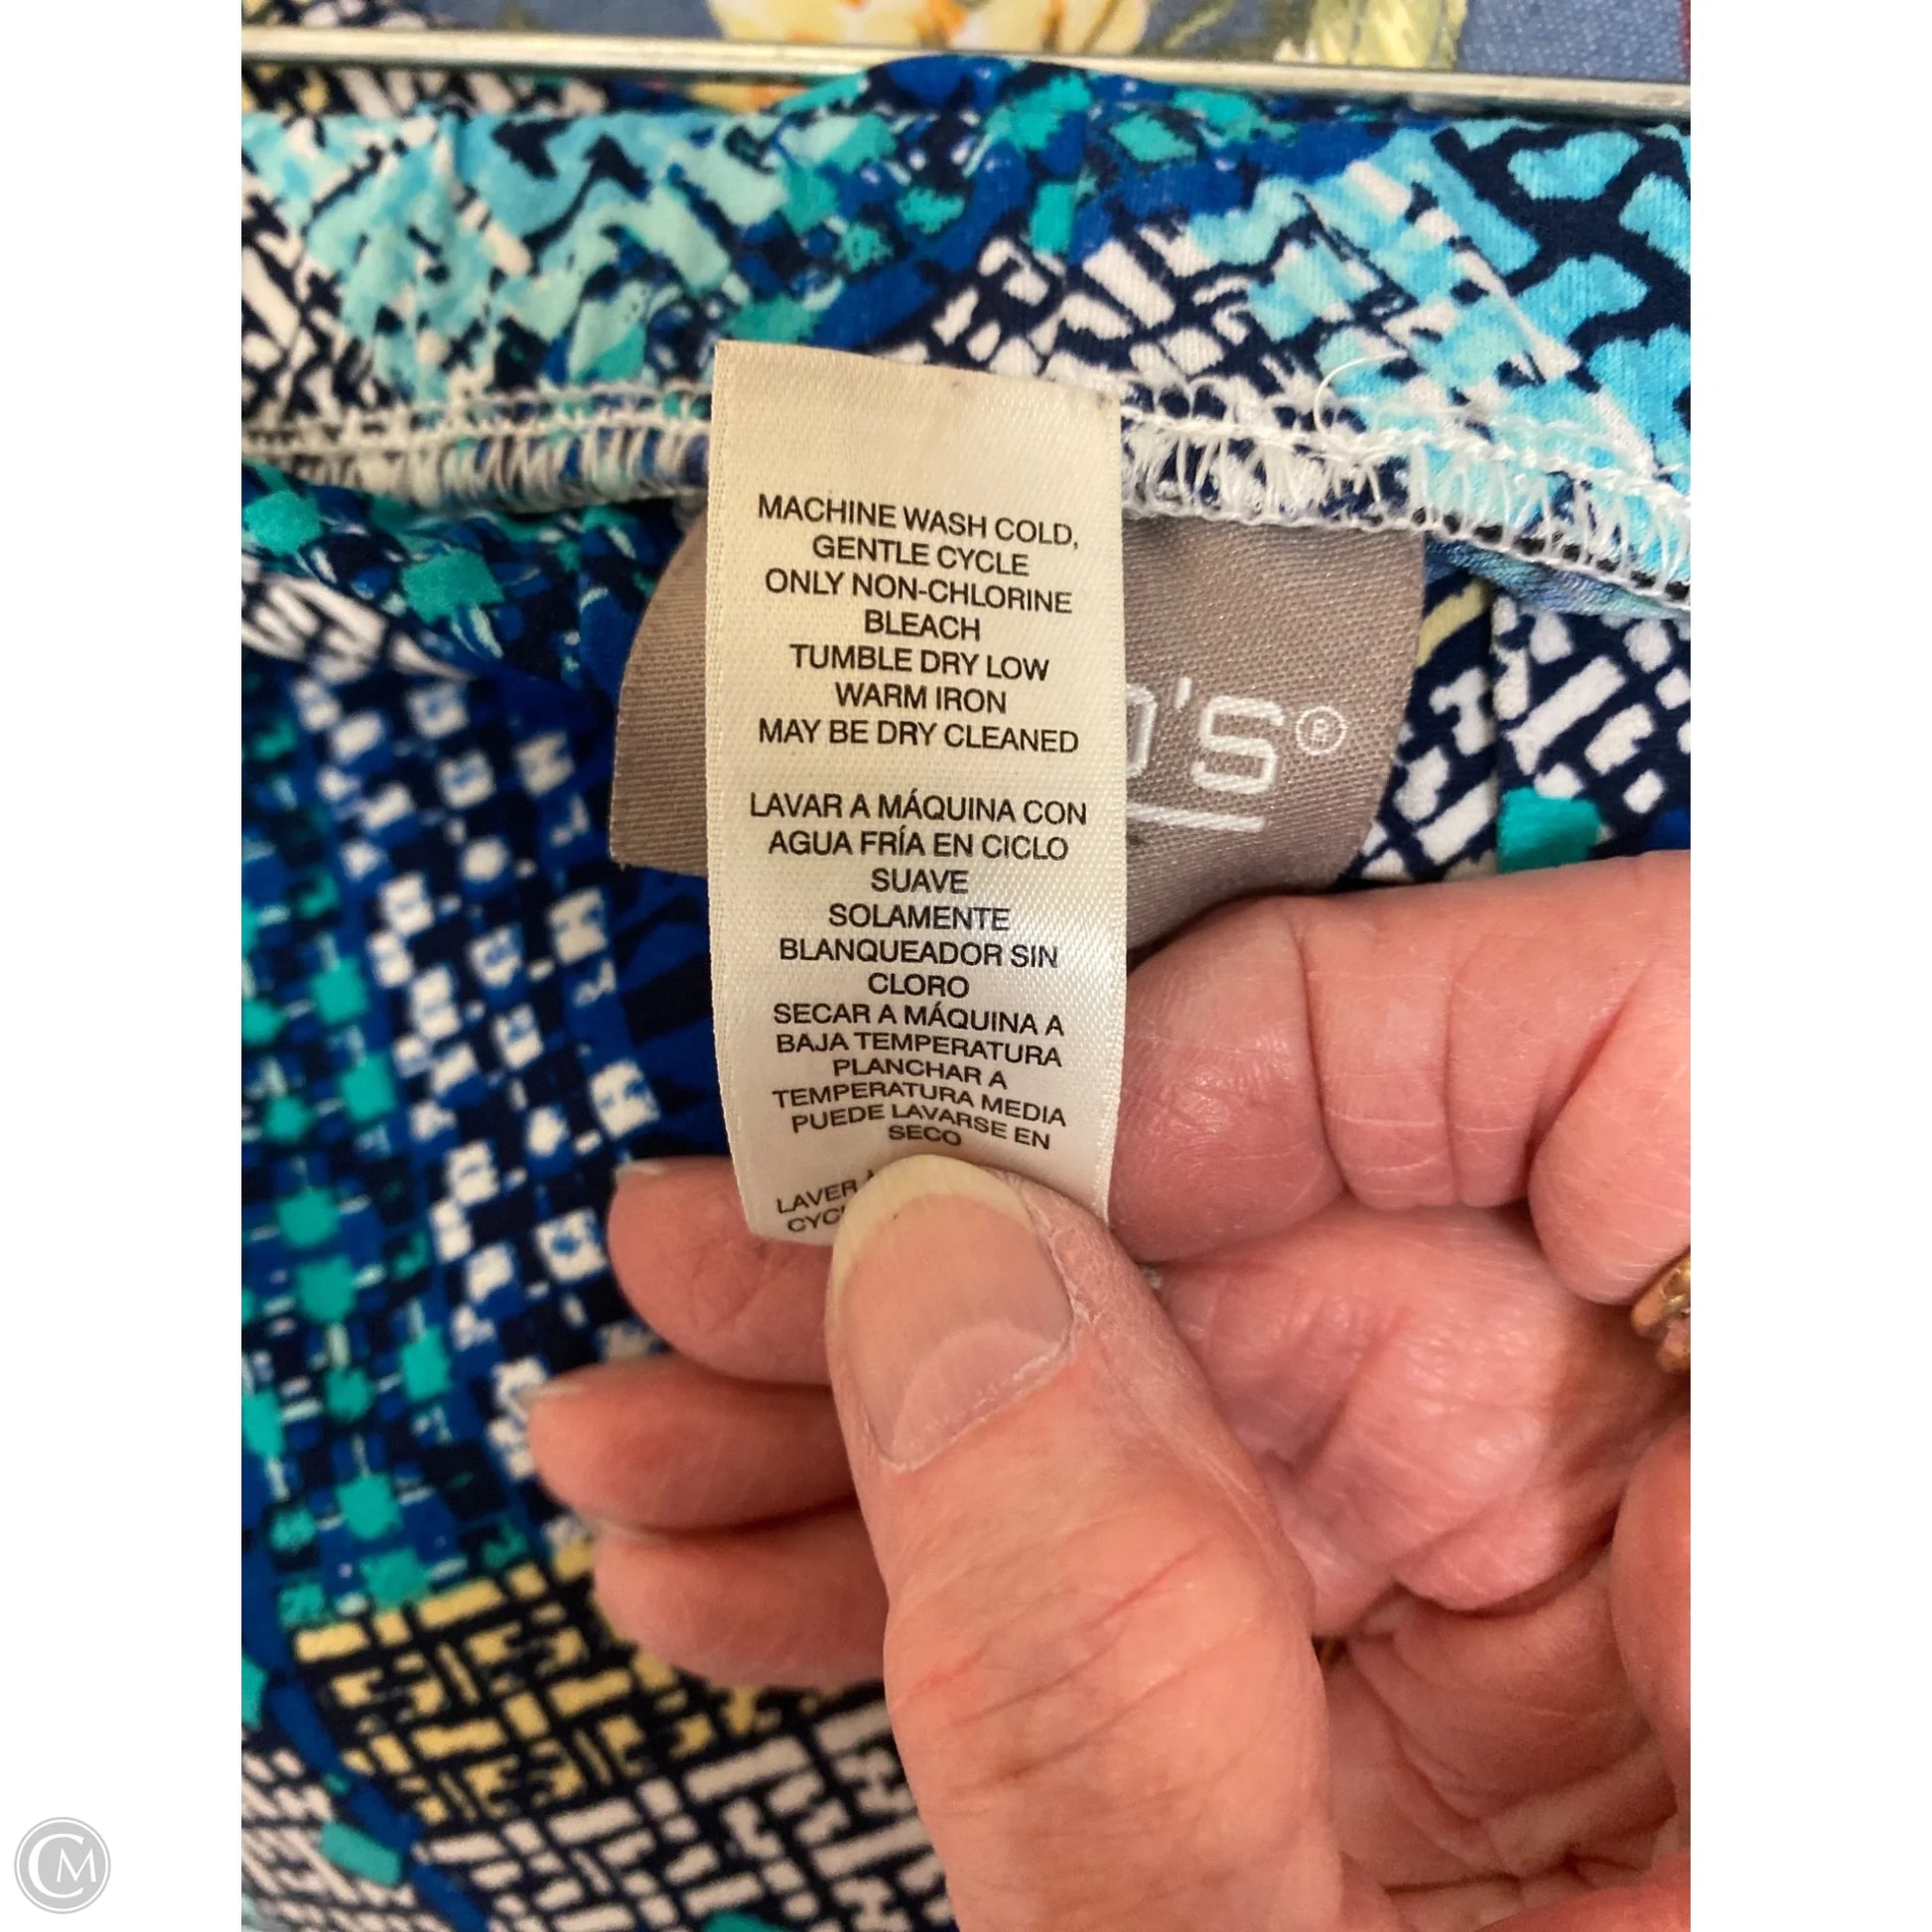 MACHINE WASH COLD,
GENTLE CYCLE
ONLY NON-CHLORINE
BLEACH
TUMBLE DRY LOW
WARM IRON
MAY BE DRY CLEANED
LAVAR A MÁQUINA CON
AGUA FRÍA EN CICLO
SUAVE
SOLAMENTE
BLANQUEADOR SIN
CLORO
SECAR A MÁQUINA A
BAJA TEMPERATURA
PLANCHAR A
TEMPERATURA MEDIA
PUEDE LAVARSE EN
SECO
LAVER
'S®
CM